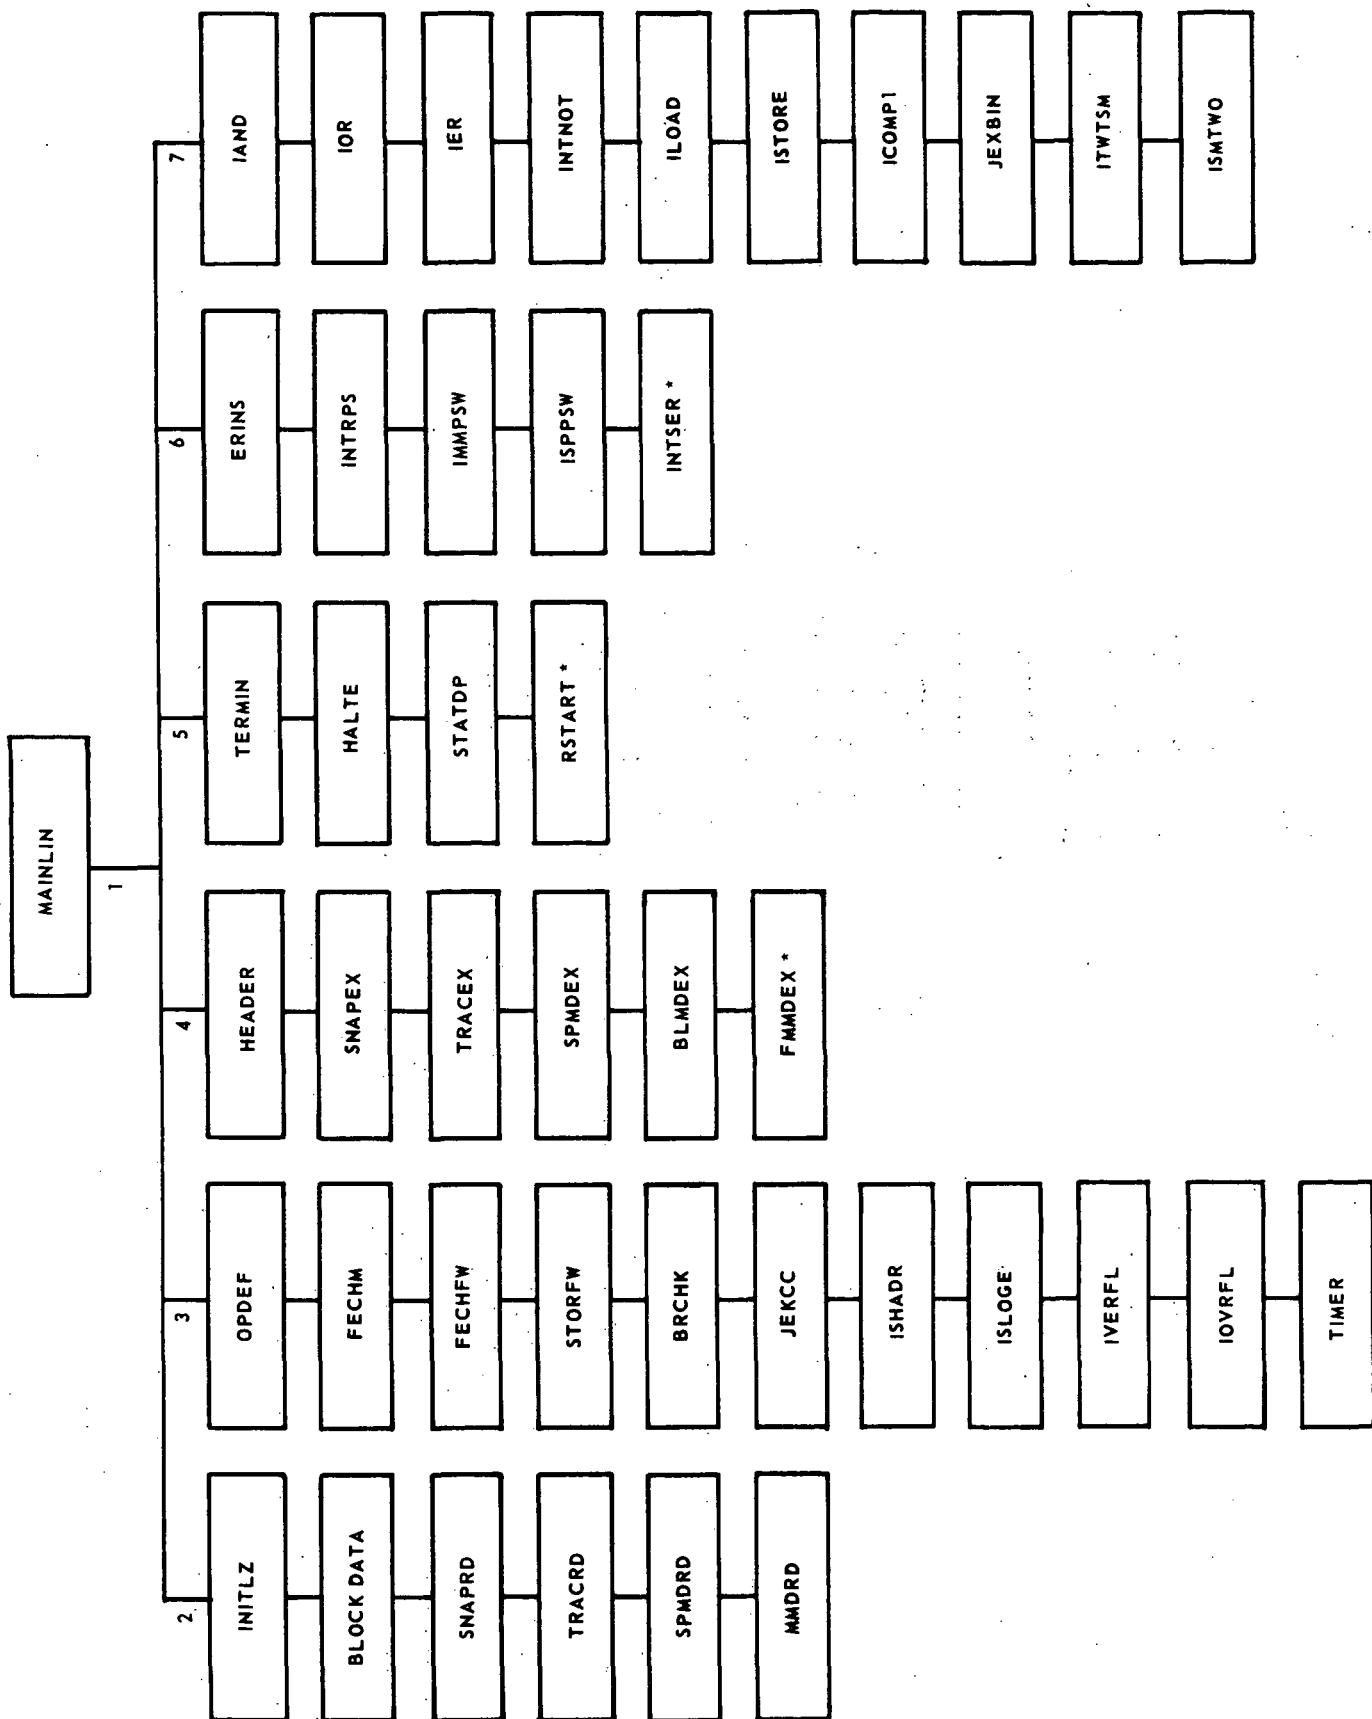 MAINLIN
1
2
INITLZ
BLOCK DATA
SNAPRD
TRACRD
SPMDRD
MMDRD
3
OPDEF
FECHM
FECHFW
STORFW
BRCHK
JEKCC
ISHADR
ISLOGE
IVERFL
IOVRFL
TIMER
4
HEADER
SNAPEX
TRACEX
SPMDEX
BLMDEX
FMMDEX *
5
TERMIN
HALTE
STATDP
RSTART *
6
ERINS
INTRPS
IMMPSW
ISPPSW
INTSER *
7
IAND
IOR
IER
INTNOT
ILOAD
ISTORE
ICOMP1
JEXBIN
ITWTSM
ISMTWO